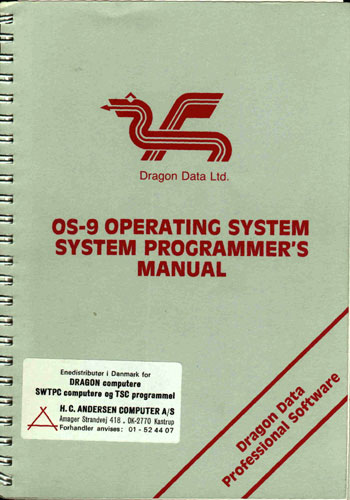 Dragon Data Ltd.
OS-9 OPERATING SYSTEM
SYSTEM PROGRAMMER'S
MANUAL
Enedistributør i Danmark for
DRAGON computere
SWTPC computere og TSC programmel
H.C. ANDERSEN COMPUTER A/S
Amager Strandvej 418 . DK-2770 Kastrup
Forhandler anvises: 01 - 52 44 07
Dragon Data
Professional Software